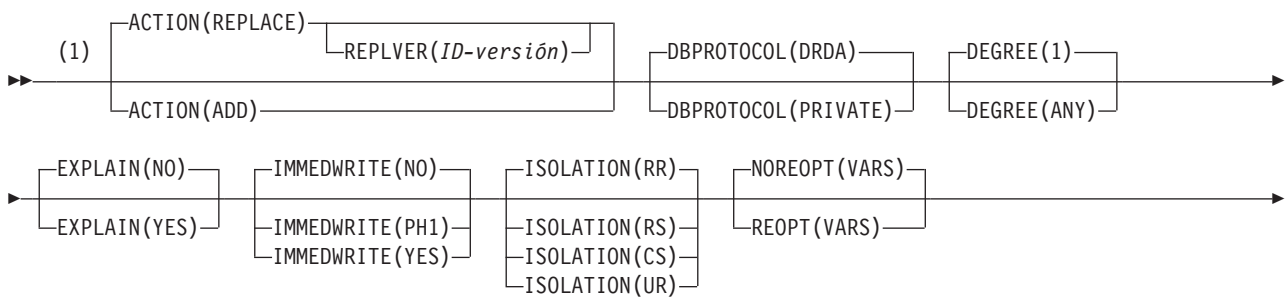 ACTION(REPLACE)
REPLVER(ID-versión)
(1)
ACTION(ADD)
DBPROTOCOL(DRDA)
DBPROTOCOL(PRIVATE)
DEGREE(1)
DEGREE(ANY)
EXPLAIN(NO)
EXPLAIN(YES)
IMMEDWRITE(NO)
IMMEDWRITE(PH1)
IMMEDWRITE(YES)
ISOLATION(RR)
ISOLATION(RS)
ISOLATION(CS)
ISOLATION(UR)
NOREOPT(VARS)
REOPT(VARS)